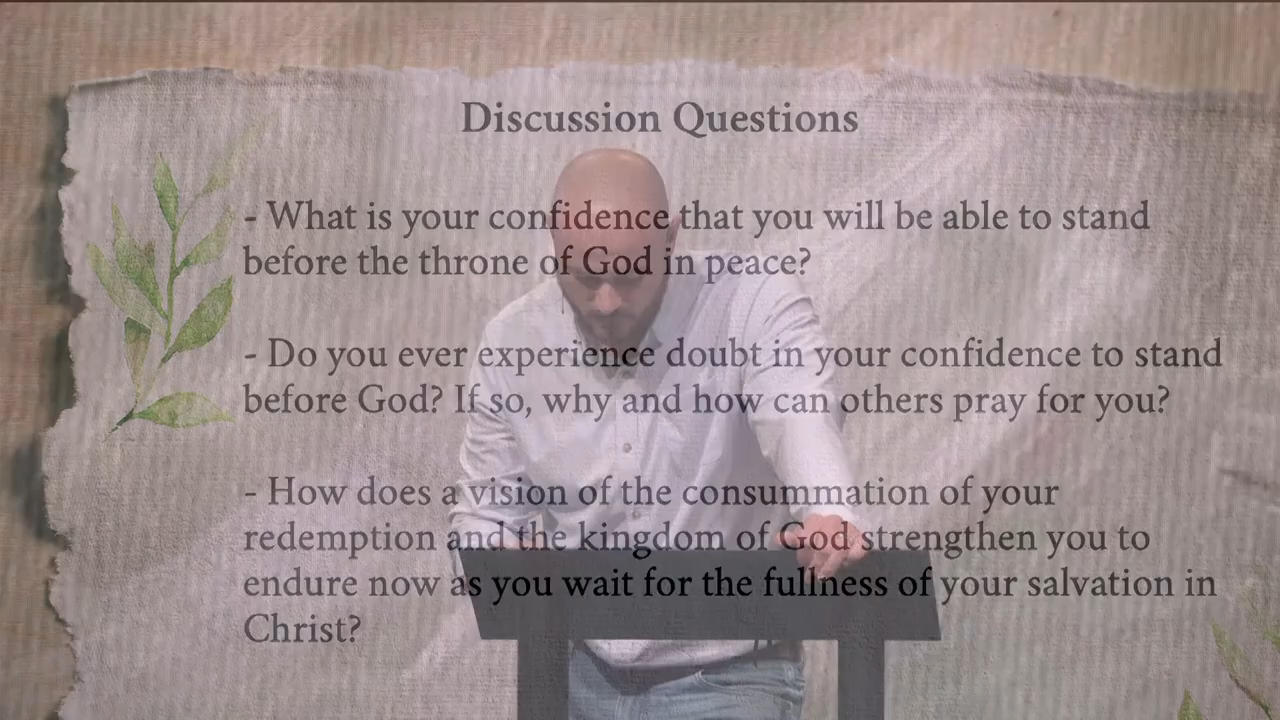 Discussion Questions
- What is your confidence that you will be able to stand
before the throne of God in peace?
- Do you ever experience doubt in your confidence to stand
before God? If so, why and how can others pray for you?
- How does a vision of the consummation of your
redemption and the kingdom of God strengthen you to
endure now as you wait for the fullness of your salvation in
Christ?